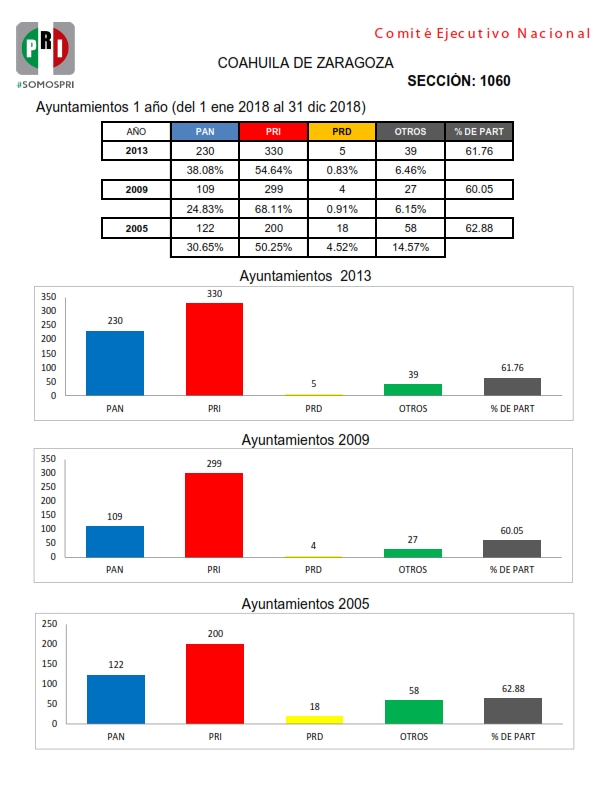 Comité Ejecutivo Nacional
PRI
#SOMOSPRI
COAHUILA DE ZARAGOZA
SECCIÓN: 1060
Ayuntamientos 1 año (del 1 ene 2018 al 31 dic 2018)
AÑO PAN PRI PRD OTROS % DE PART
2013 230 330 5 39 61.76
38.08% 54.64% 0.83% 6.46%
2009 109 299 4 27 60.05
24.83% 68.11% 0.91% 6.15%
2005 122 200 18 58 62.88
30.65% 50.25% 4.52% 14.57%
Ayuntamientos 2013
350
300
250
200
150
100
50
0
230 330 5 39 61.76
PAN PRI PRD OTROS % DE PART
Ayuntamientos 2009
350
300
250
200
150
100
50
0
109 299 4 27 60.05
PAN PRI PRD OTROS % DE PART
Ayuntamientos 2005
250
200
150
100
50
0
122 200 18 58 62.88
PAN PRI PRD OTROS % DE PART